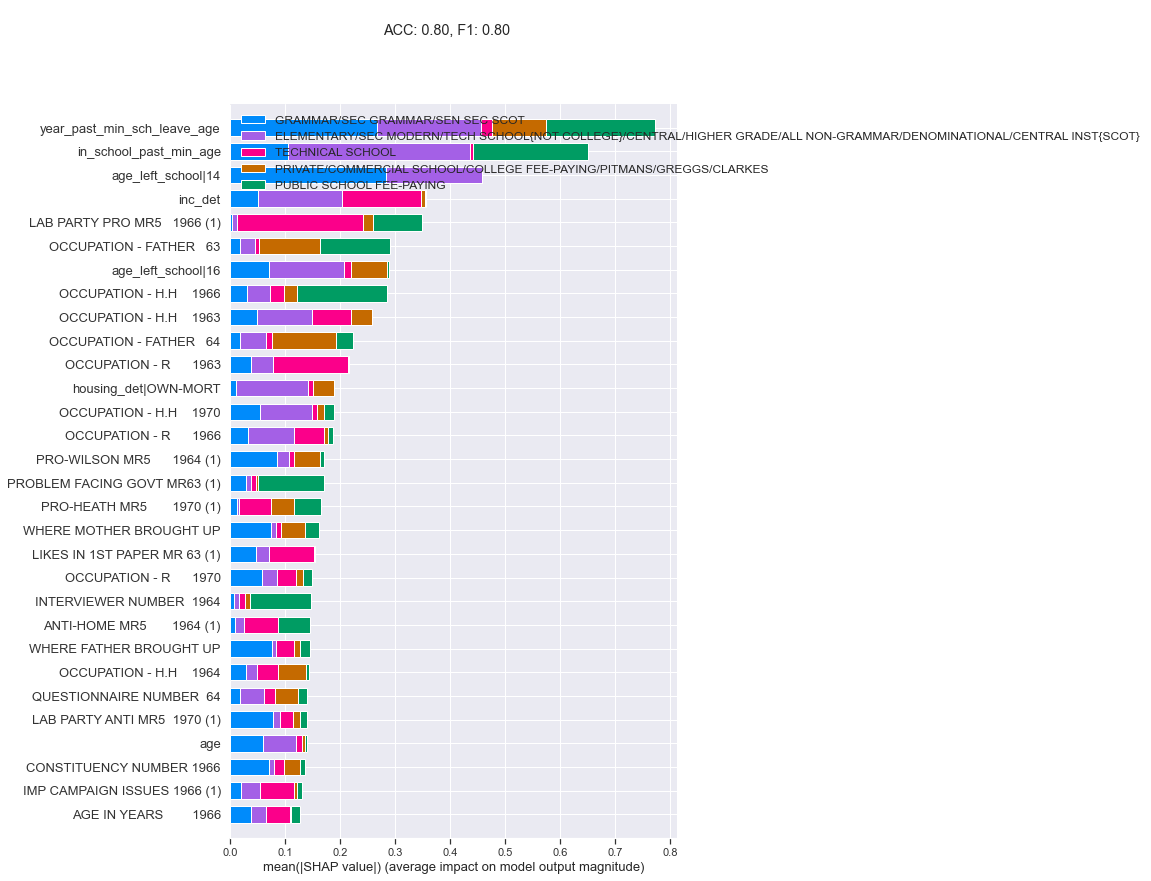 ACC: 0.80, F1: 0.80
GRAMMAR/SEC GRAMMAR/SEN SEC SCOT
ELEMENTARY/SEC MODERN/TECH SCHOOL{NOT COLLEGE}/CENTRAL/HIGHER GRADE/ALL NON-GRAMMAR/DENOMINATIONAL/CENTRAL INST{SCOT}
TECHNICAL SCHOOL
PRIVATE/COMMERCIAL SCHOOL/COLLEGE FEE-PAYING/PITMANS/GREGGS/CLARKES
PUBLIC SCHOOL FEE-PAYING
year_past_min_sch_leave_age
in_school_past_min_age
age_left_school|14
inc_det
LAB PARTY PRO MR5 1966 (1)
OCCUPATION - FATHER 63
age_left_school|16
OCCUPATION - H.H 1966
OCCUPATION - H.H 1963
OCCUPATION - FATHER 64
OCCUPATION - R 1963
housing_det|OWN-MORT
OCCUPATION - H.H 1970
OCCUPATION - R 1966
PRO-WILSON MR5 1964 (1)
PROBLEM FACING GOVT MR63 (1)
PRO-HEATH MR5 1970 (1)
WHERE MOTHER BROUGHT UP
LIKES IN 1ST PAPER MR 63 (1)
OCCUPATION - R 1970
INTERVIEWER NUMBER 1964
ANTI-HOME MR5 1964 (1)
WHERE FATHER BROUGHT UP
OCCUPATION - H.H 1964
QUESTIONNAIRE NUMBER 64
LAB PARTY ANTI MR5 1970 (1)
age
CONSTITUENCY NUMBER 1966
IMP CAMPAIGN ISSUES 1966 (1)
AGE IN YEARS 1966
0.0 0.1 0.2 0.3 0.4 0.5 0.6 0.7 0.8
mean(|SHAP value|) (average impact on model output magnitude)